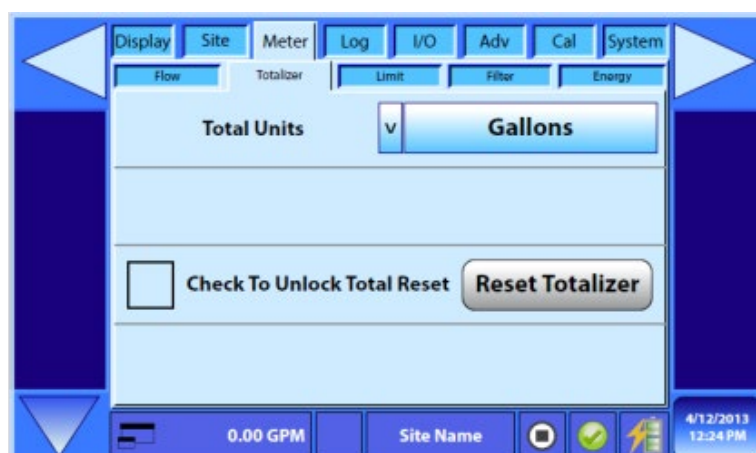 Display Site Meter Log I/O Adv Cal System
Flow Totalizer Limit Filter Energy
Total Units v Gallons
Check To Unlock Total Reset Reset Totalizer
0.00 GPM Site Name 4/12/2013
12:24 PM